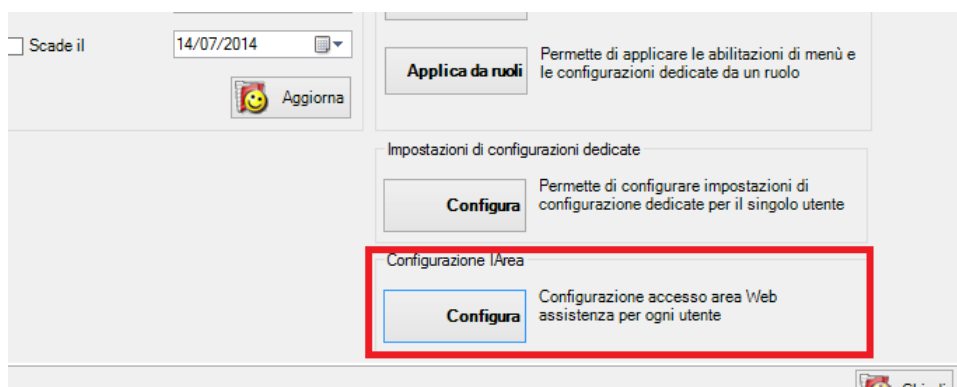 Scade il
14/07/2014
Aggiorna
Applica da ruoli
Permette di applicare le abilitazioni di menù e
le configurazioni dedicate da un ruolo
Impostazioni di configurazioni dedicate
Configura
Permette di configurare impostazioni di
configurazione dedicate per il singolo utente
Configurazione IArea
Configura
Configurazione accesso area Web
assistenza per ogni utente